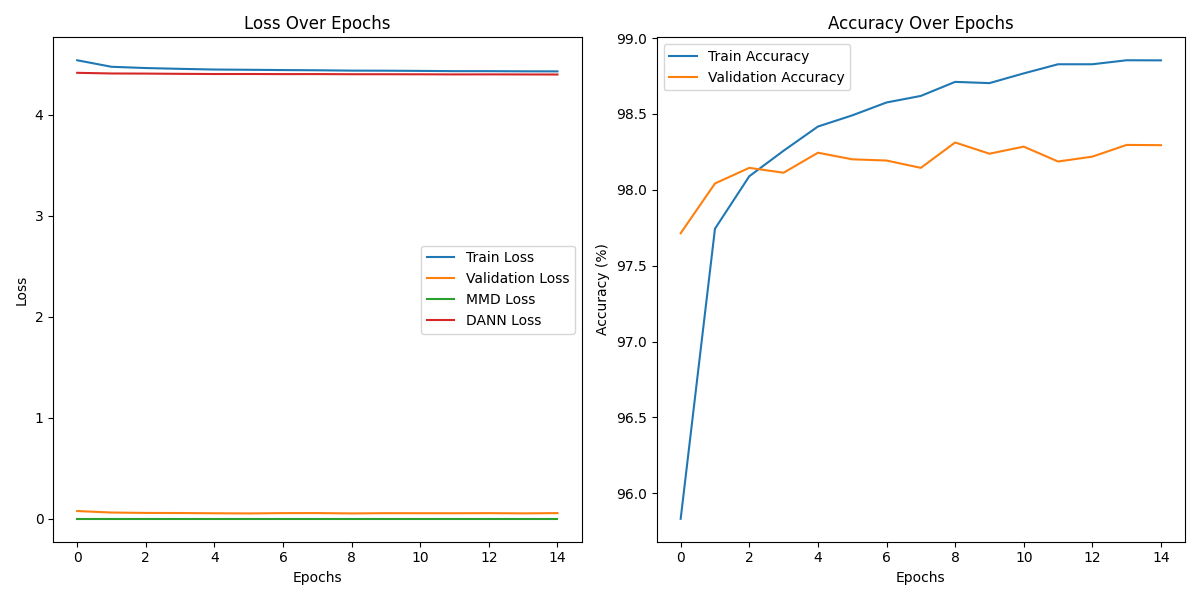 Loss Over Epochs
Loss
4
3
2
1
0
Train Loss
Validation Loss
MMD Loss
DANN Loss
0 2 4 6 8 10 12 14
Epochs
Accuracy Over Epochs
Accuracy (%)
99.0
98.5
98.0
97.5
97.0
96.5
96.0
Train Accuracy
Validation Accuracy
0 2 4 6 8 10 12 14
Epochs